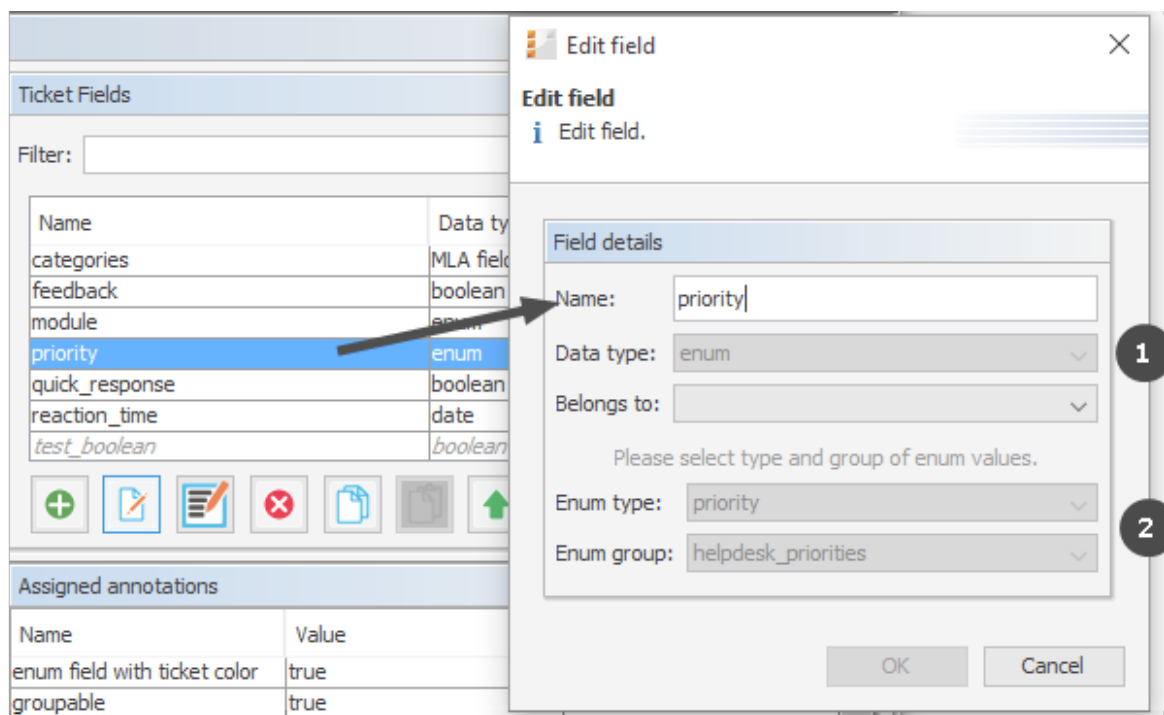 Ticket Fields
Filter:
Name Data ty
categories MLA field
feedback boolean
module enum
priority enum
quick_response boolean
reaction_time date
test_boolean boolean
Assigned annotations
Name Value
enum field with ticket color true
groupable true
Edit field
Edit field
i Edit field.
Field details
Name: priority
Data type: enum
1
Belongs to:
Please select type and group of enum values.
Enum type: priority
2
Enum group: helpdesk_priorities
OK Cancel